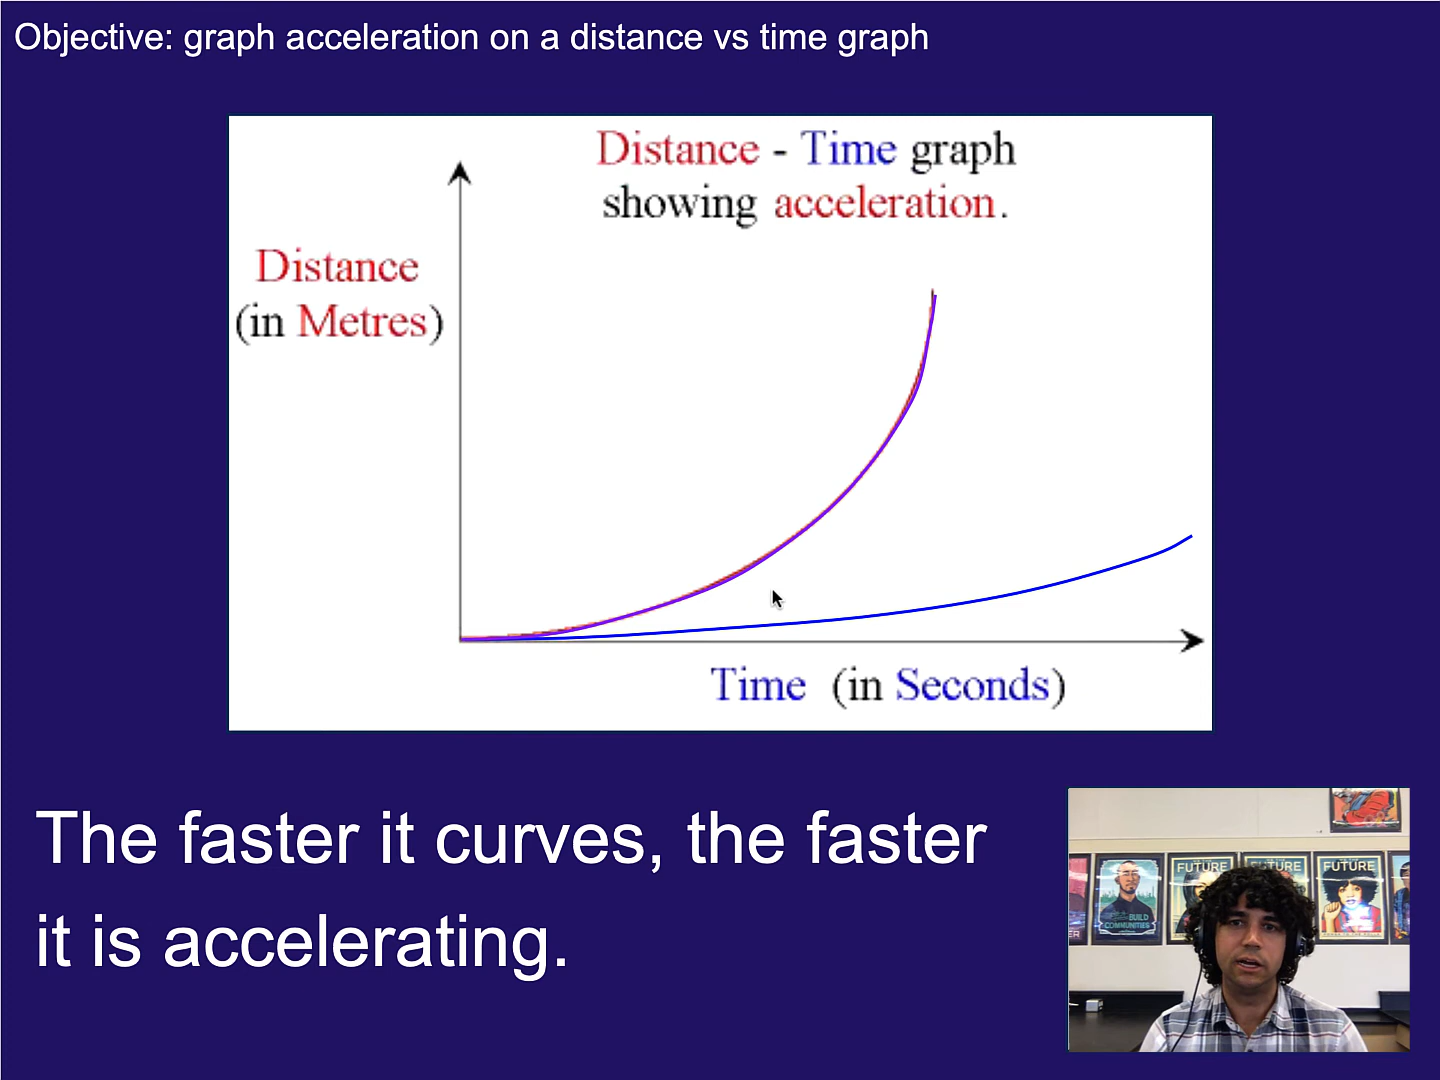 Objective: graph acceleration on a distance vs time graph
Distance - Time graph
showing acceleration.
Distance
(in Metres)
Time (in Seconds)
The faster it curves, the faster
it is accelerating.
BUILD
COMMUNITIES
FUTURE
FUTURE
ER